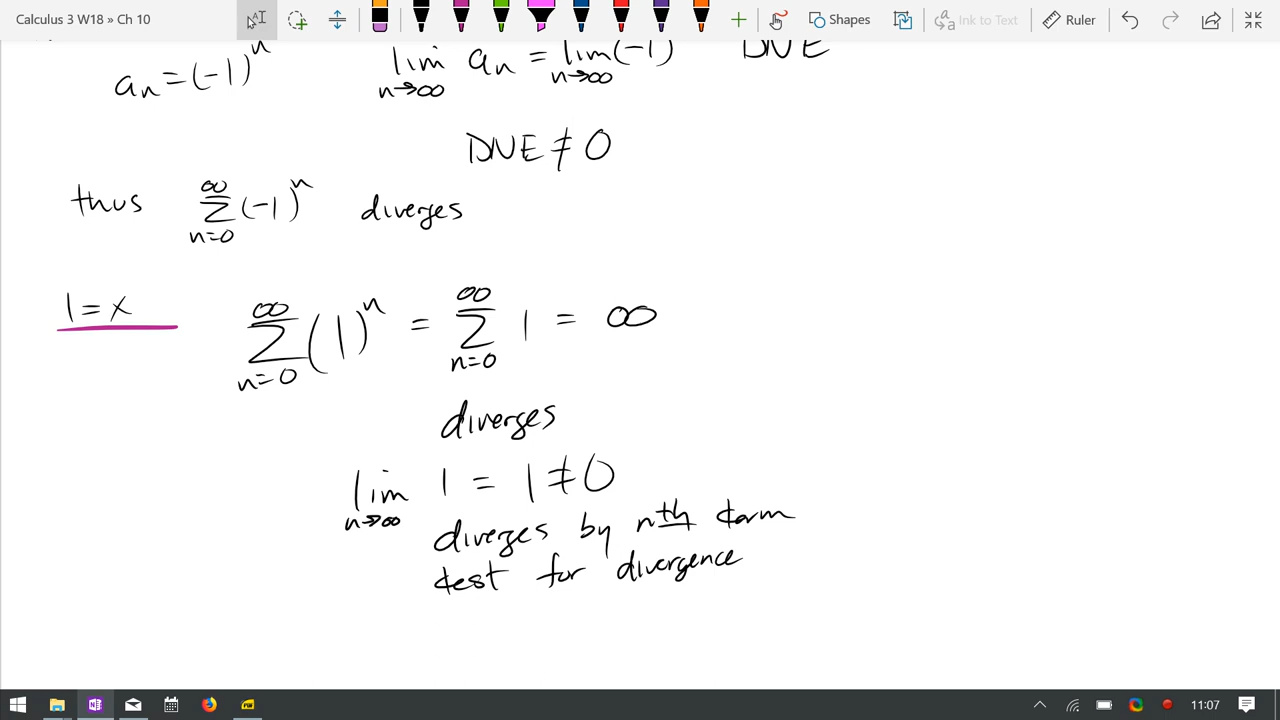 Calculus 3 W18 » Ch 10
Shapes
Ink to Text
Ruler
aₙ = (-1)ⁿ
lim n→∞ aₙ = lim n→∞ (-1) DNE
DNE ≠ 0
thus ∑ n=0 ∞ (-1)ⁿ diverges
1 = x
∑ n=0 ∞ (1)ⁿ = ∑ n=0 ∞ 1 = ∞
diverges
lim n→∞ 1 = 1 ≠ 0
diverges by nth term
test for divergence
11:07